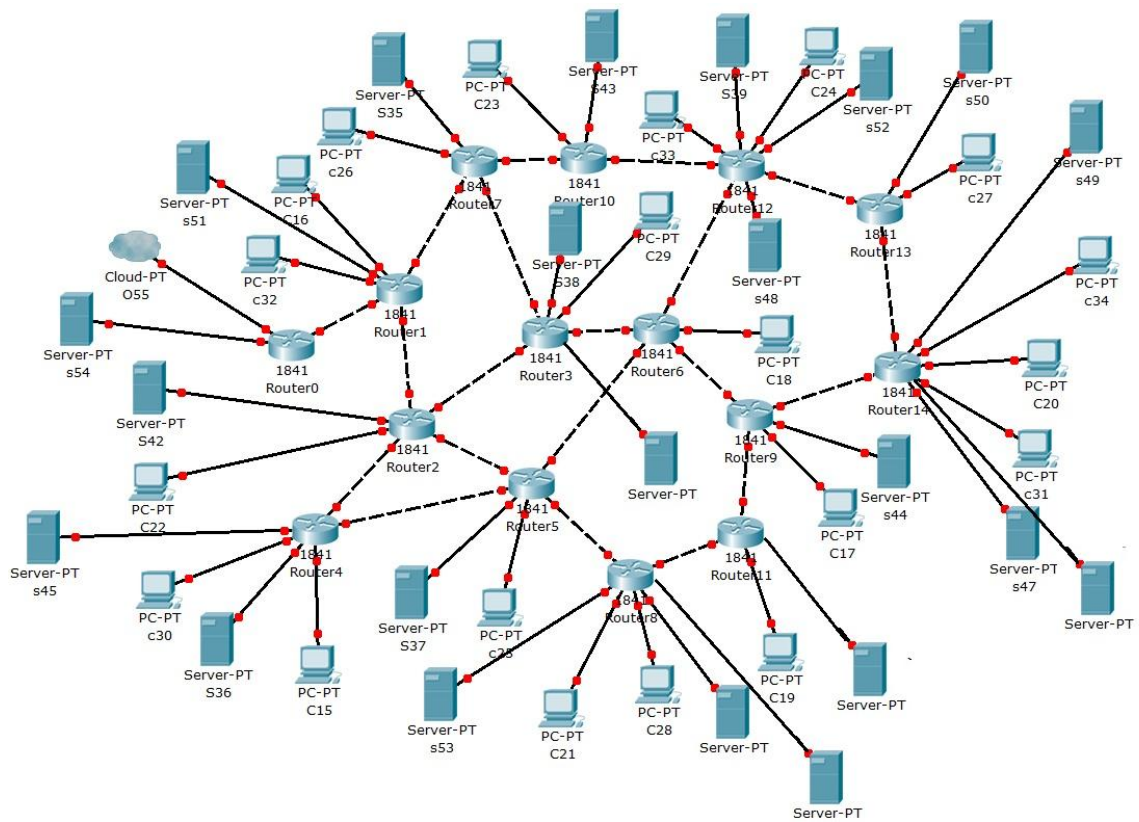 Server-PT
S35
PC-PT
C23
Server-PT
S43
Server-PT
S39
PC-PT
C24
Server-PT
s52
Server-PT
s50
PC-PT
c26
PC-PT
c33
Server-PT
s49
Server-PT
s51
PC-PT
C16
1841
Router7
1841
Router10
1841
Router12
PC-PT
c27
1841
Router13
PC-PT
C29
Cloud-PT
O55
PC-PT
c32
Server-PT
S38
Server-PT
s48
PC-PT
c34
1841
Router1
Server-PT
s54
1841
Router0
1841
Router3
1841
Router6
PC-PT
C18
1841
Router14
PC-PT
C20
Server-PT
S42
1841
Router2
1841
Router9
PC-PT
C22
Server-PT
Server-PT
s44
PC-PT
c31
1841
Router5
PC-PT
C17
Server-PT
s45
1841
Router4
1841
Router11
Server-PT
s47
PC-PT
c30
1841
Router8
Server-PT
Server-PT
S37
PC-PT
c25
Server-PT
S36
PC-PT
C15
PC-PT
C19
Server-PT
Server-PT
s53
PC-PT
C21
PC-PT
C28
Server-PT
Server-PT